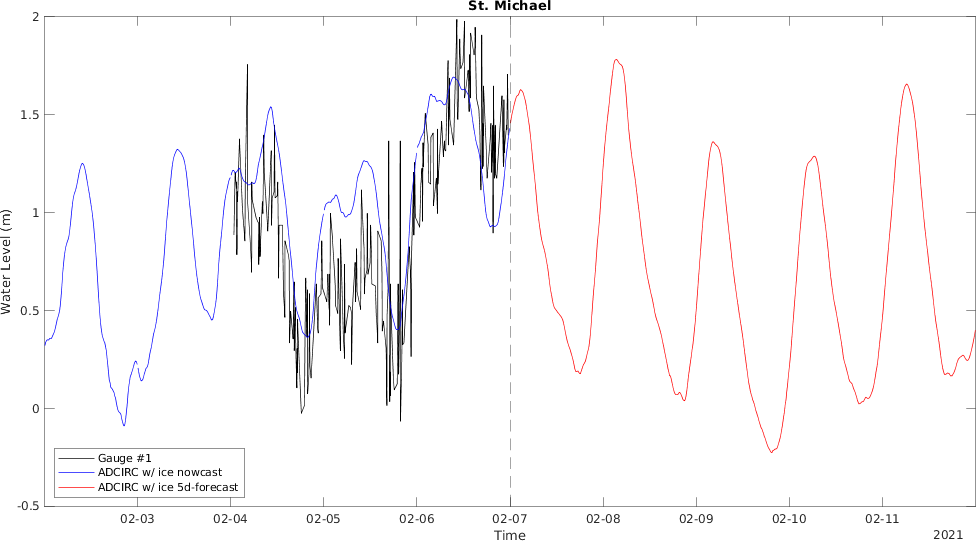 St. Michael
2
1.5
1
0.5
0
-0.5
Water Level (m)
Gauge #1
ADCIRC w/ ice nowcast
ADCIRC w/ ice 5d-forecast
02-03 02-04 02-05 02-06 02-07 02-08 02-09 02-10 02-11
Time
2021